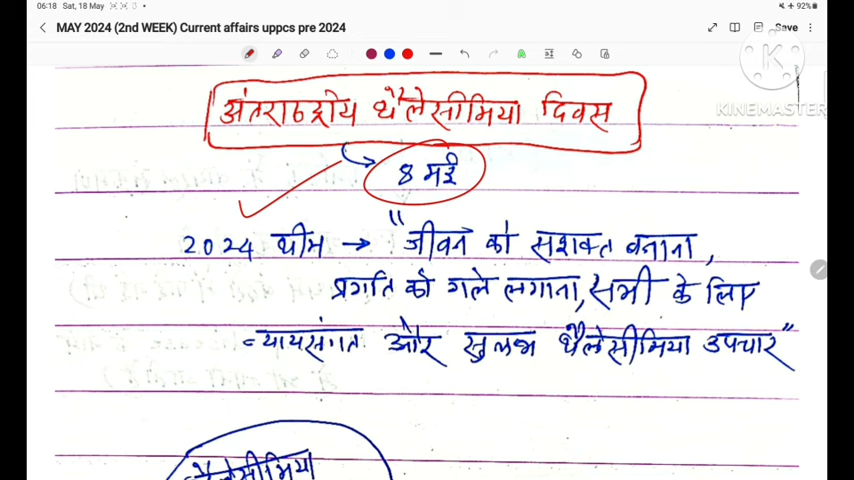 06:18 Sat, 18 May
92%
MAY 2024 (2nd WEEK) Current affairs uppcs pre 2024
Save
KINEMASTER
अंतराष्ट्रीय थैलेसीमिया दिवस
8 मई
2024 थीम → "जीवन को सशक्त बनाना,
प्रगति को गले लगाना, सभी के लिए
न्यायसंगत और सुलभ थैलेसीमिया उपचार"
थैलेसीमिया